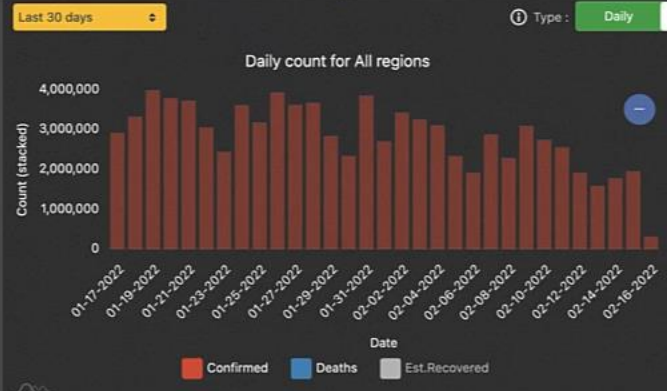 Last 30 days
Type : Daily
Daily count for All regions
Count (stacked)
4,000,000
3,000,000
2,000,000
1,000,000
0
01-17-2022 01-19-2022 01-21-2022 01-23-2022 01-25-2022 01-27-2022 01-29-2022 01-31-2022 02-02-2022 02-04-2022 02-06-2022 02-08-2022 02-10-2022 02-12-2022 02-14-2022 02-16-2022
Date
Confirmed Deaths Est.Recovered